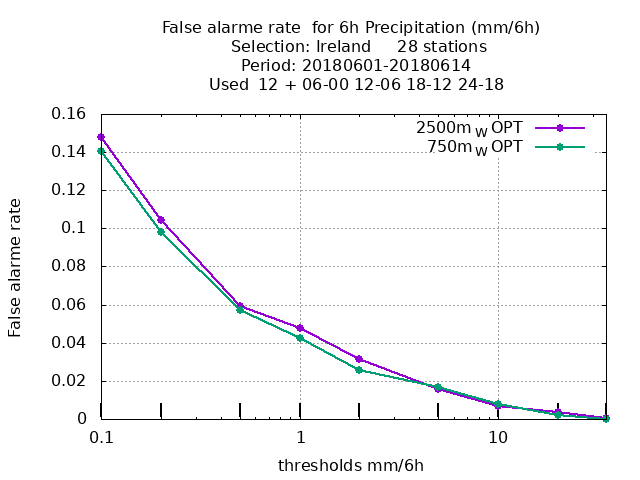 False alarme rate  for 6h Precipitation (mm/6h)
Selection: Ireland     28 stations
Period: 20180601-20180614
Used  12 + 06-00 12-06 18-12 24-18
2500m_W OPT
750m_W OPT
0.16
0.14
0.12
0.1
0.08
0.06
0.04
0.02
0
False alarme rate
0.1 1 10
thresholds mm/6h